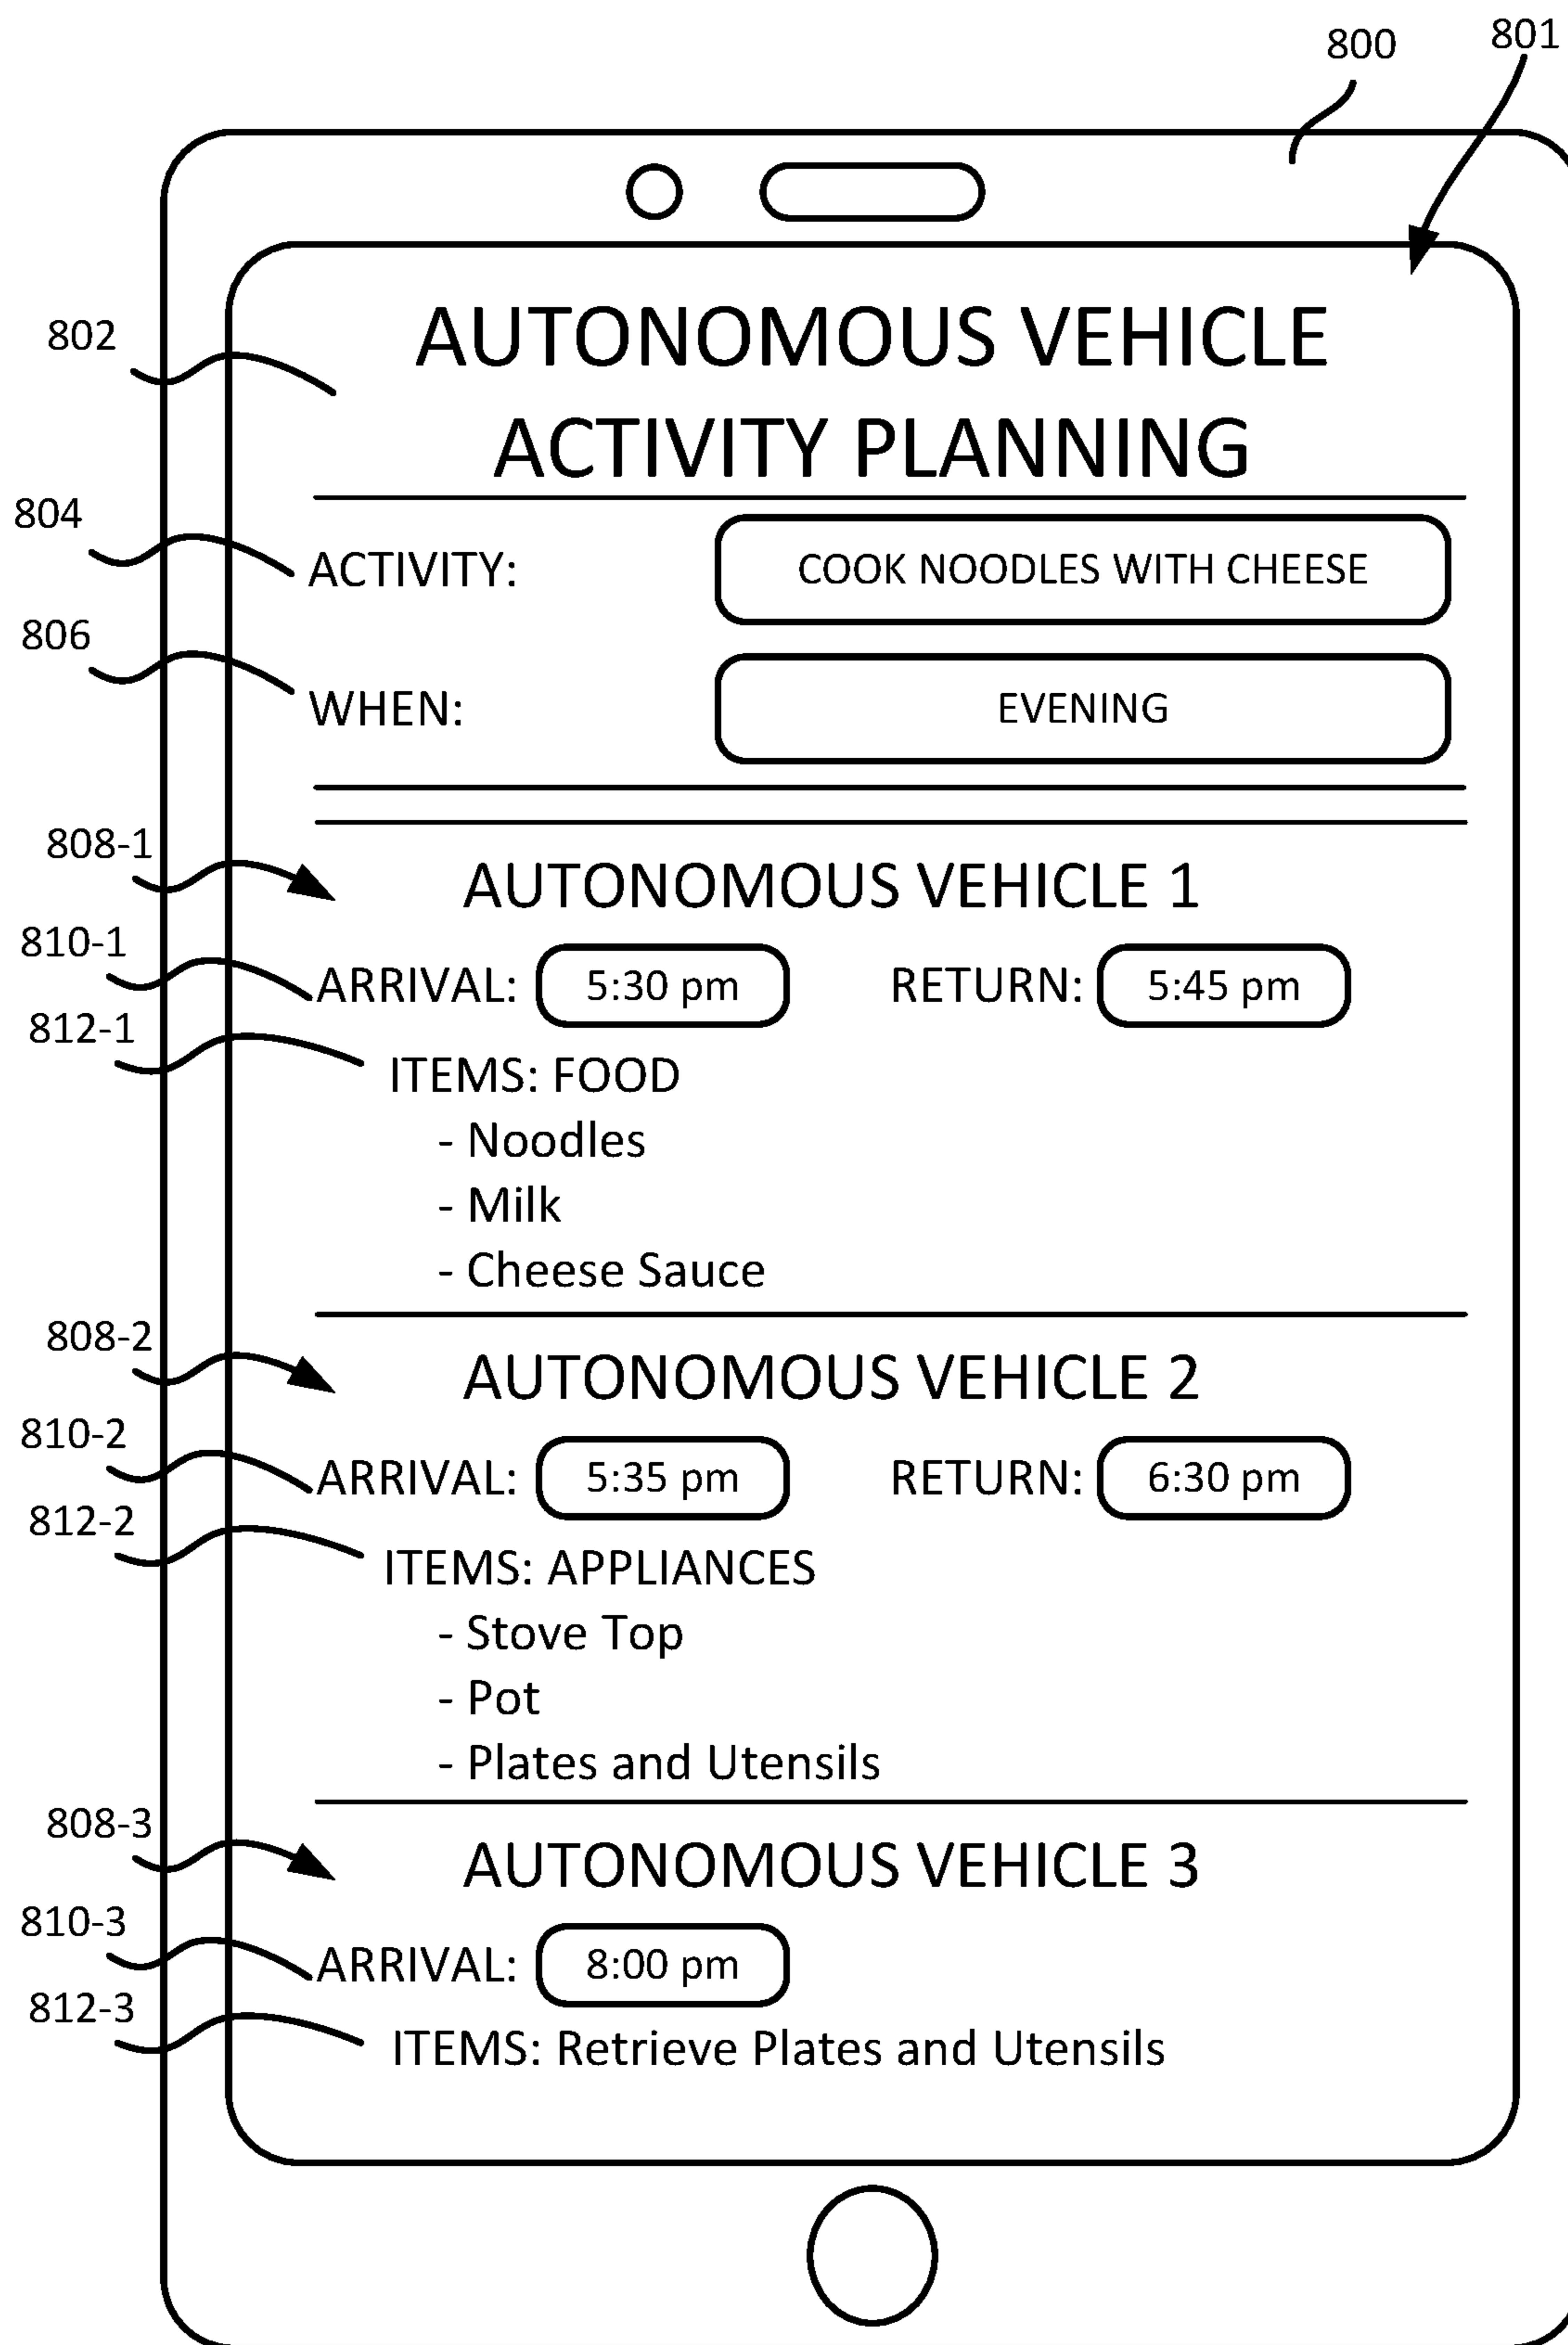 800
801
802
AUTONOMOUS VEHICLE
ACTIVITY PLANNING
804
ACTIVITY: COOK NOODLES WITH CHEESE
806
WHEN: EVENING
808-1
AUTONOMOUS VEHICLE 1
810-1
ARRIVAL: 5:30 pm RETURN: 5:45 pm
812-1
ITEMS: FOOD
- Noodles
- Milk
- Cheese Sauce
808-2
AUTONOMOUS VEHICLE 2
810-2
ARRIVAL: 5:35 pm RETURN: 6:30 pm
812-2
ITEMS: APPLIANCES
- Stove Top
- Pot
- Plates and Utensils
808-3
AUTONOMOUS VEHICLE 3
810-3
ARRIVAL: 8:00 pm
812-3
ITEMS: Retrieve Plates and Utensils